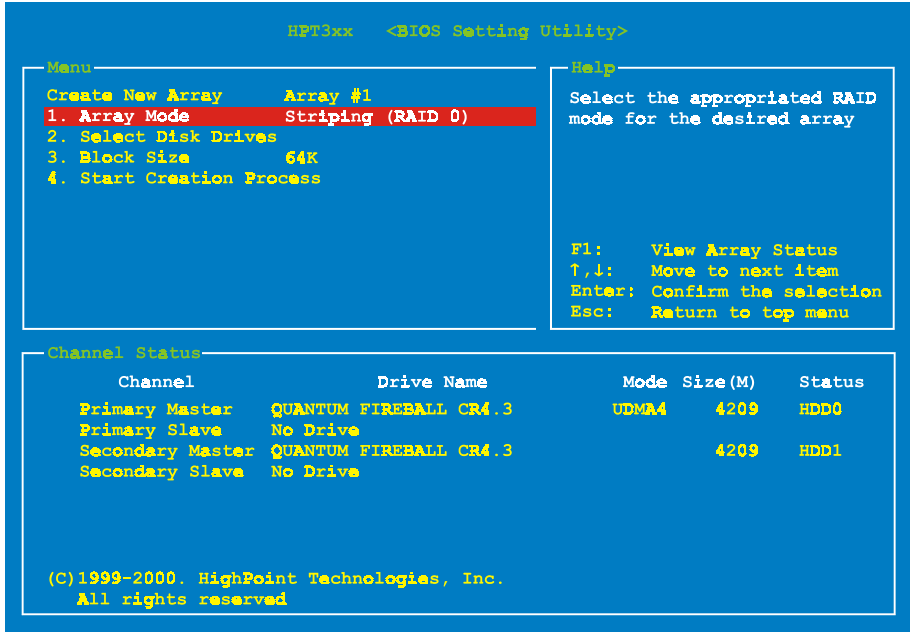 HPT3xx <BIOS Setting Utility>
Menu
Create New Array Array #1
1. Array Mode Striping (RAID 0)
2. Select Disk Drives
3. Block Size 64K
4. Start Creation Process
Help
Select the appropriated RAID
mode for the desired array
F1: View Array Status
↑,↓: Move to next item
Enter: Confirm the selection
Esc: Return to top menu
Channel Status
Channel Drive Name Mode Size(M) Status
Primary Master QUANTUM FIREBALL CR4.3 UDMA4 4209 HDD0
Primary Slave No Drive
Secondary Master QUANTUM FIREBALL CR4.3 4209 HDD1
Secondary Slave No Drive
(C)1999-2000. HighPoint Technologies, Inc.
All rights reserved